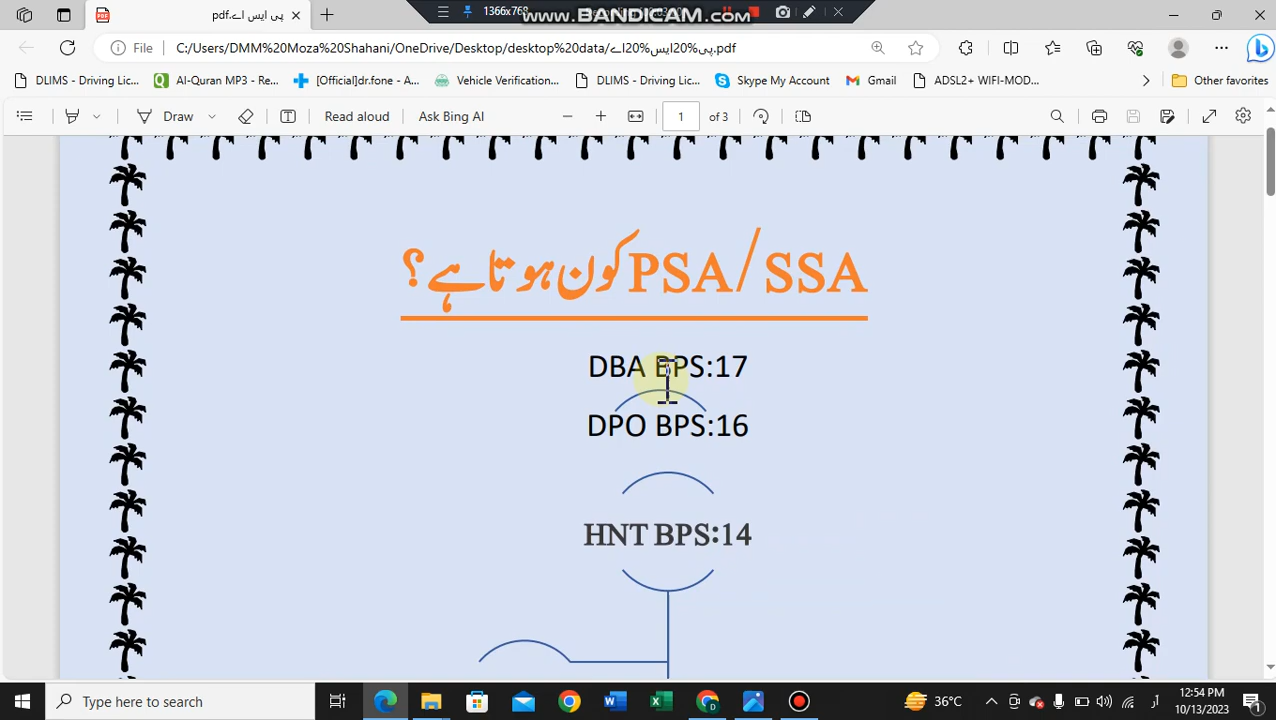 پی ایس اے.pdf
1366x768
www.BANDICAM.com
File
C:/Users/DMM%20Moza%20Shahani/OneDrive/Desktop/desktop%20data/پی%20ایس%20اے.pdf
DLIMS - Driving Lic...
Al-Quran MP3 - Re...
[Official]dr.fone - A...
Vehicle Verification...
DLIMS - Driving Lic...
Skype My Account
Gmail
ADSL2+ WIFI-MOD...
Other favorites
Draw
Read aloud
Ask Bing AI
1 of 3
PSA/SSA کون ہوتا ہے؟
DBA BPS:17
DPO BPS:16
HNT BPS:14
Type here to search
36°C
12:54 PM
10/13/2023